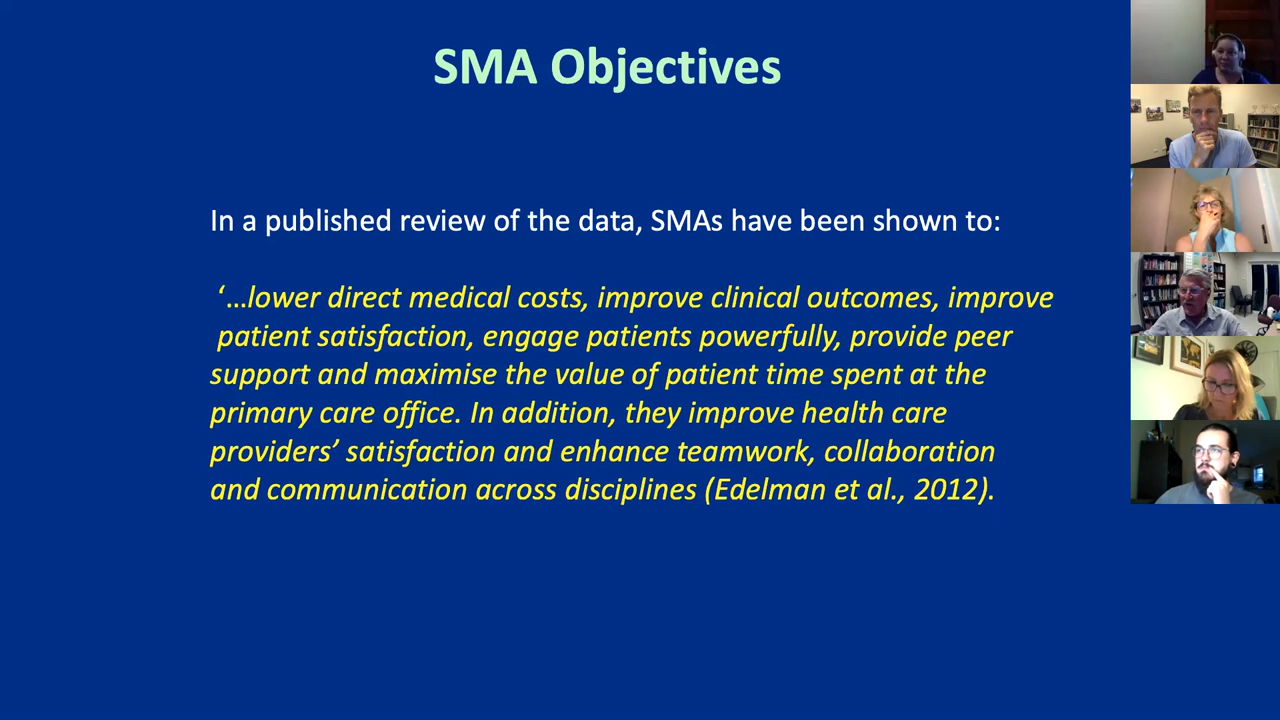 SMA Objectives
In a published review of the data, SMAs have been shown to:
‘…lower direct medical costs, improve clinical outcomes, improve
patient satisfaction, engage patients powerfully, provide peer
support and maximise the value of patient time spent at the
primary care office. In addition, they improve health care
providers’ satisfaction and enhance teamwork, collaboration
and communication across disciplines (Edelman et al., 2012).